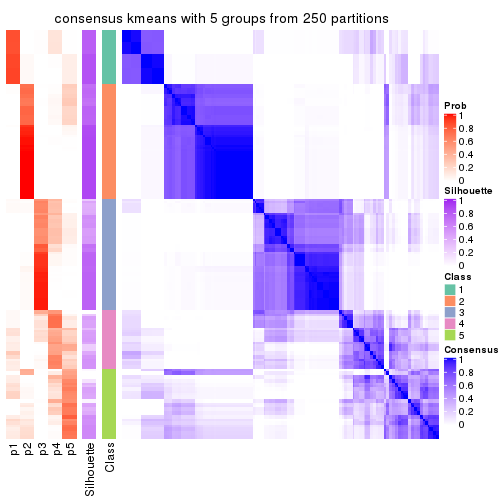 consensus kmeans with 5 groups from 250 partitions
Prob
1
0.8
0.6
0.4
0.2
0
Silhouette
1
0.8
0.6
0.4
0.2
0
Class
1
2
3
4
5
Consensus
1
0.8
0.6
0.4
0.2
0
p1
p2
p3
p4
p5
Silhouette
Class